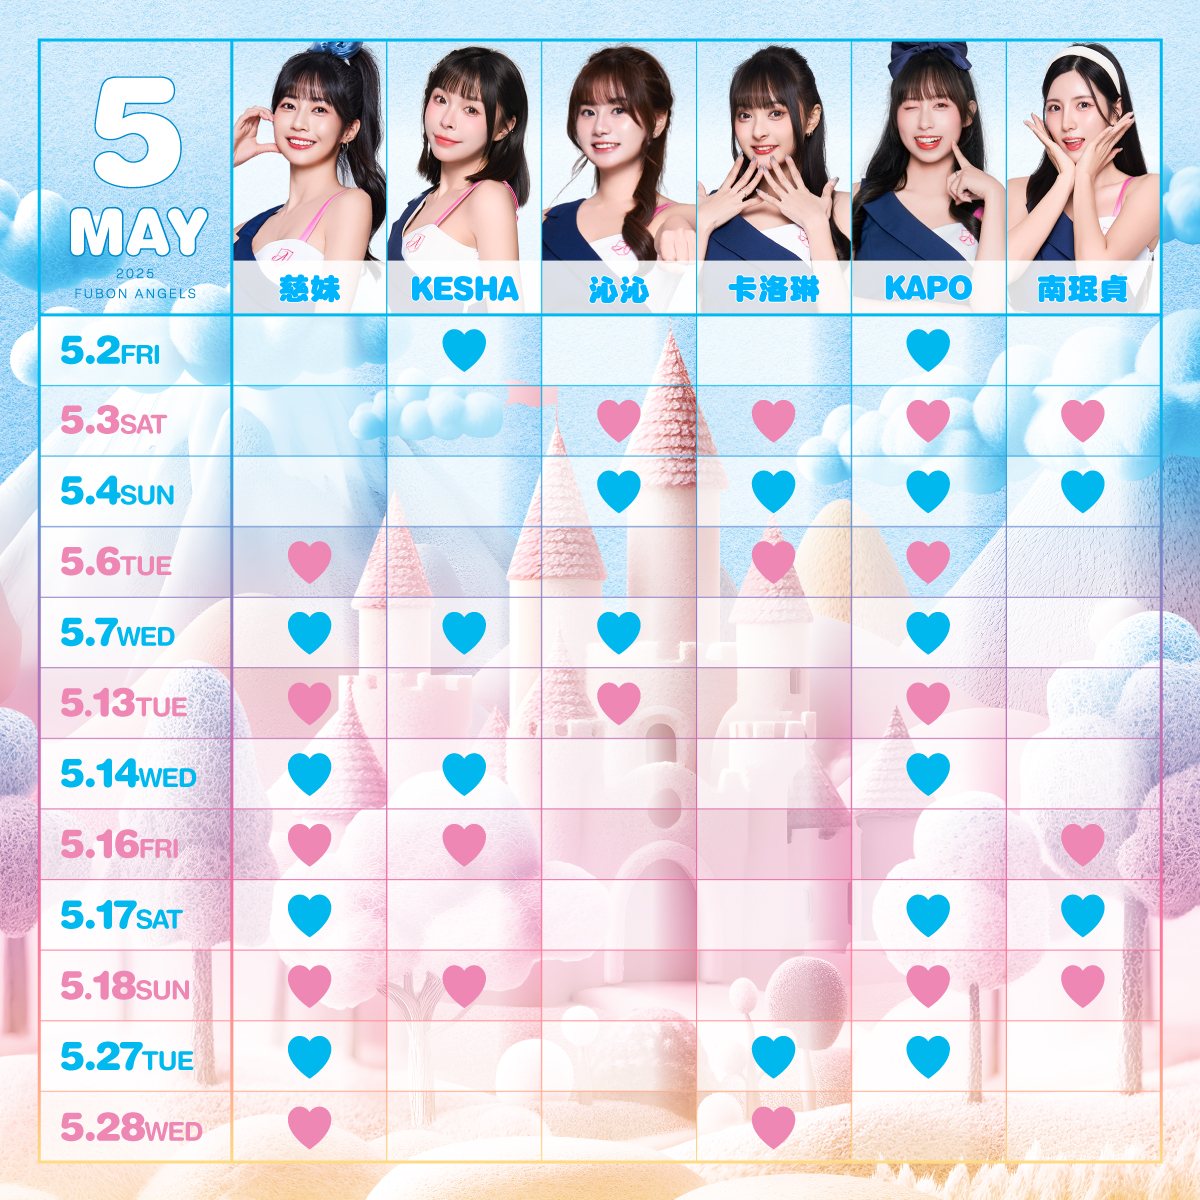 5
MAY
2025
FUBON ANGELS
慈妹 KESHA 沁沁 卡洛琳 KAPO 南珉貞
5.2FRI
5.3SAT
5.4SUN
5.6TUE
5.7WED
5.13TUE
5.14WED
5.16FRI
5.17SAT
5.18SUN
5.27TUE
5.28WED